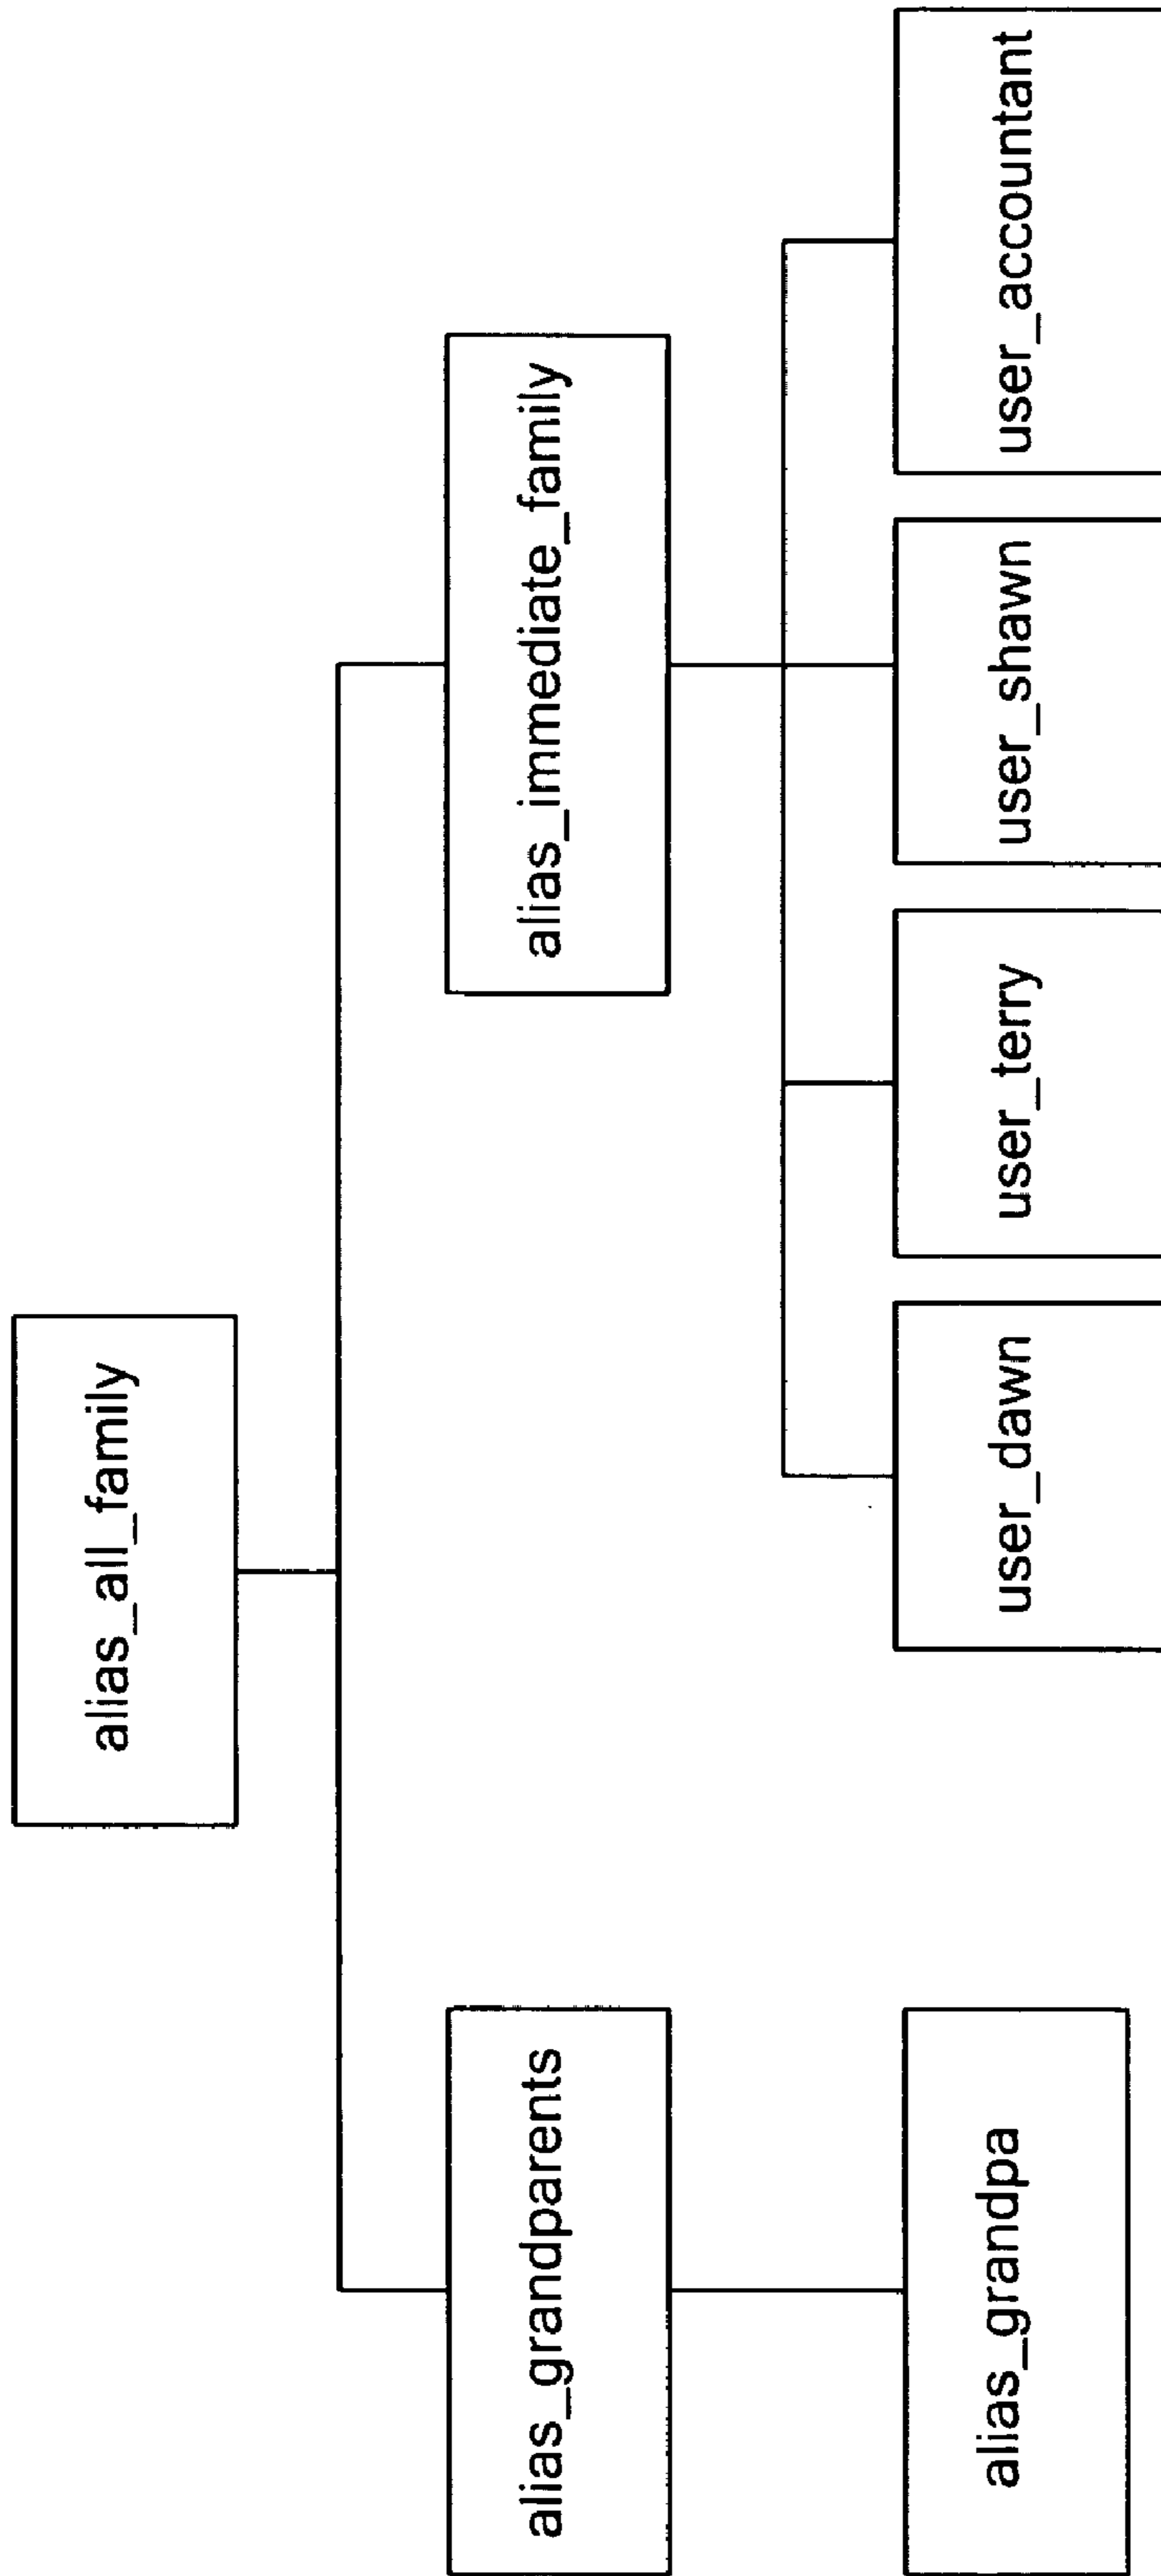 alias_all_family
alias_grandparents
alias_immediate_family
alias_grandpa
user_dawn
user_terry
user_shawn
user_accountant